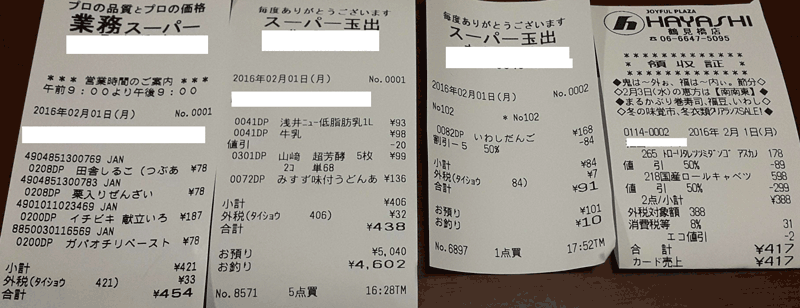 プロの品質とプロの価格
業務スーパー
*** 営業時間のご案内 ***
午前9:00より午後9:00
2016年02月01日(月) No.0001
4904851300769 JAN
0208DP 田舎しるこ(つぶあ ¥78
4904851300783 JAN
0208DP 栗入りぜんざい ¥78
4901011023469 JAN
0200DP イチビキ 献立いろ ¥187
8850030116569 JAN
0200DP ガパオチリペースト ¥78
小計 ¥421
外税(タイショウ 421) ¥33
合計 ¥454
毎度ありがとうございます
スーパー玉出
2016年02月01日(月) No.0001
0041DP 浅井ニュー低脂肪乳1L ¥93
0041DP 牛乳 ¥98
値引 -20
0301DP 山崎 超芳醇 5枚 ¥99
2コ 単68
0072DP みすず味付うどんあ ¥136
小計 ¥406
外税(タイショウ 406) ¥32
合計 ¥438
お預り ¥5,040
お釣り ¥4,602
No.8571 5点買 16:28TM
毎度ありがとうございます
スーパー玉出
2016年02月01日(月) No.0002
No102
* No102
0082DP いわしだんご ¥168
割引-5 50% -84
小計 ¥84
外税(タイショウ 84) ¥7
合計 ¥91
お預り ¥101
お釣り ¥10
No.6897 1点買 17:52TM
JOYFUL PLAZA
HAYASHI
鶴見橋店
☎ 06-6647-5095
領収証
◆鬼は〜外ぉ、福は〜内ぃ。節分◇
◇2月3日(水)の恵方は【南南東】◆
◆まるかぶり巻寿司、福豆、いわし◇
◇冬の味覚市、冬衣類クリアランスSALE!◆
0114-0002 2016年 2月 1日(月)
265 トロリタレツミダンゴ アスカノ 178
値 引 50% -89
218国産ロールキャベツ 598
値 引 50% -299
2点/小計 ¥388
外税対象額 388
消費税等 8% 31
エコ値引 -2
合計 ¥417
カード売上 ¥417